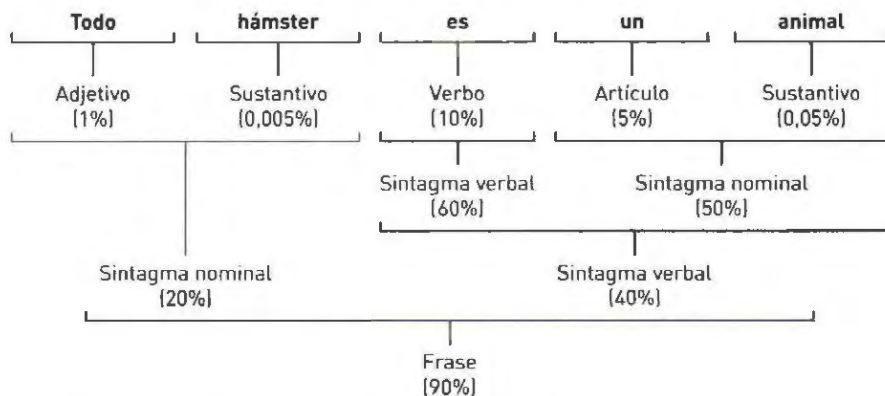 Todo hámster es un animal
Adjetivo Sustantivo Verbo Artículo Sustantivo
(1%) (0,005%) (10%) (5%) (0,05%)
Sintagma verbal Sintagma nominal
(60%) (50%)
Sintagma nominal Sintagma verbal
(20%) (40%)
Frase
(90%)